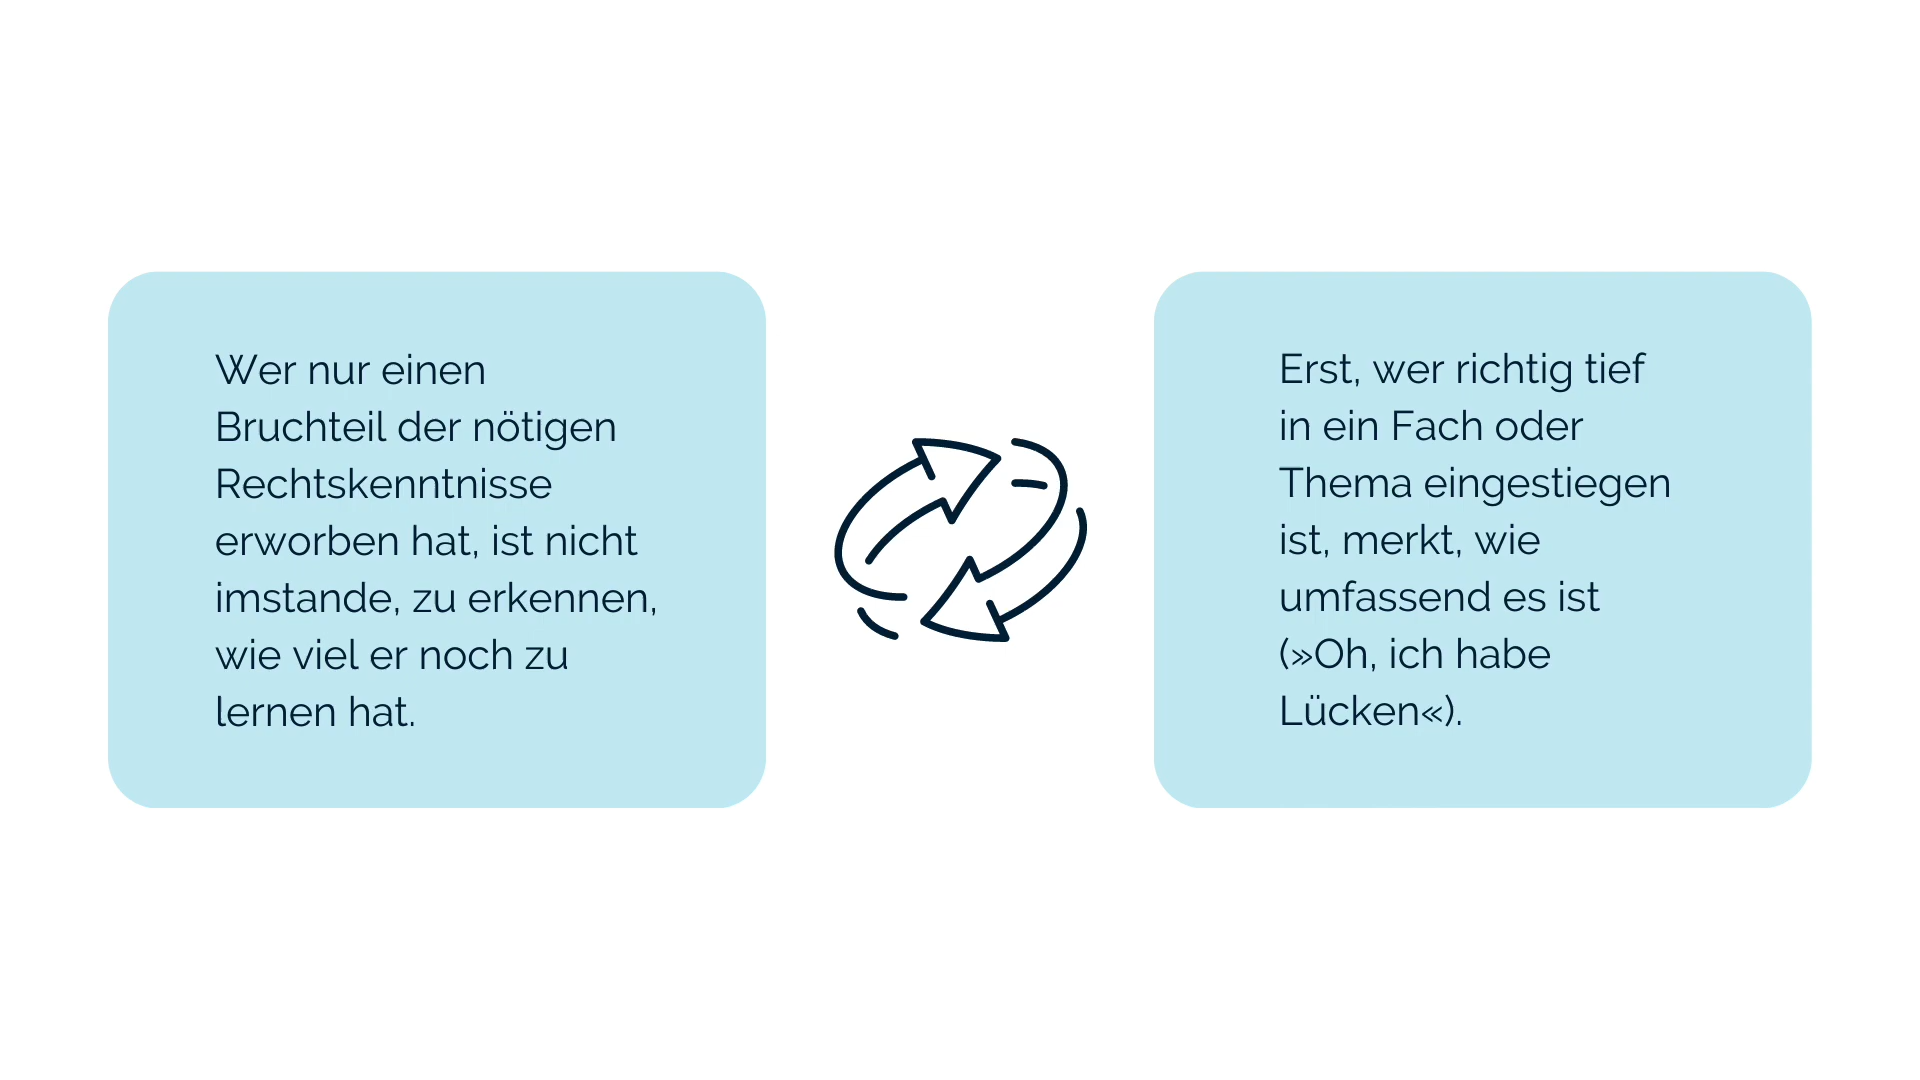 Wer nur einen
Bruchteil der nötigen
Rechtskenntnisse
erworben hat, ist nicht
imstande, zu erkennen,
wie viel er noch zu
lernen hat.
Erst, wer richtig tief
in ein Fach oder
Thema eingestiegen
ist, merkt, wie
umfassend es ist
(»Oh, ich habe
Lücken«).